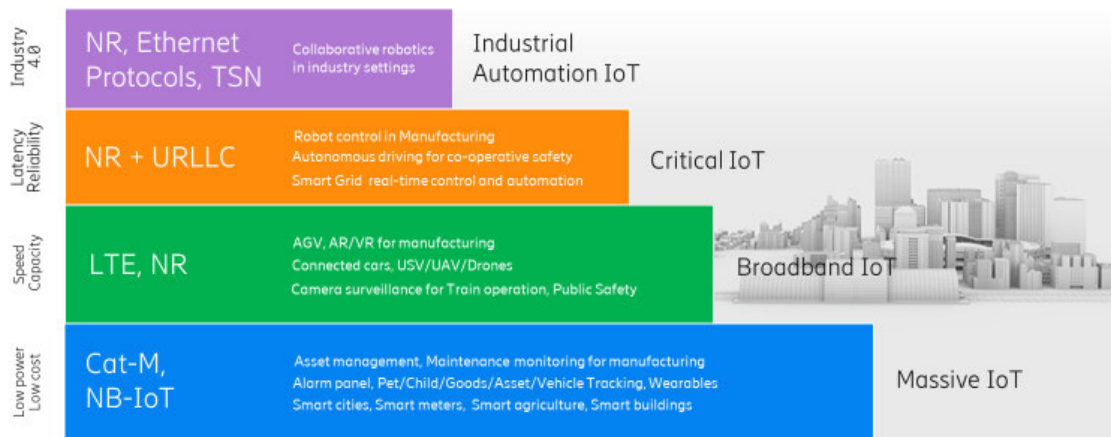 Industry
4.0
NR, Ethernet
Protocols, TSN
Collaborative robotics
in industry settings
Industrial
Automation IoT
Latency
Reliability
NR + URLLC
Robot control in Manufacturing
Autonomous driving for co-operative safety
Smart Grid real-time control and automation
Critical IoT
Speed
Capacity
LTE, NR
AGV, AR/VR for manufacturing
Connected cars, USV/UAV/Drones
Camera surveillance for Train operation, Public Safety
Broadband IoT
Low power
Low cost
Cat-M,
NB-IoT
Asset management, Maintenance monitoring for manufacturing
Alarm panel, Pet/Child/Goods/Asset/Vehicle Tracking, Wearables
Smart cities, Smart meters, Smart agriculture, Smart buildings
Massive IoT